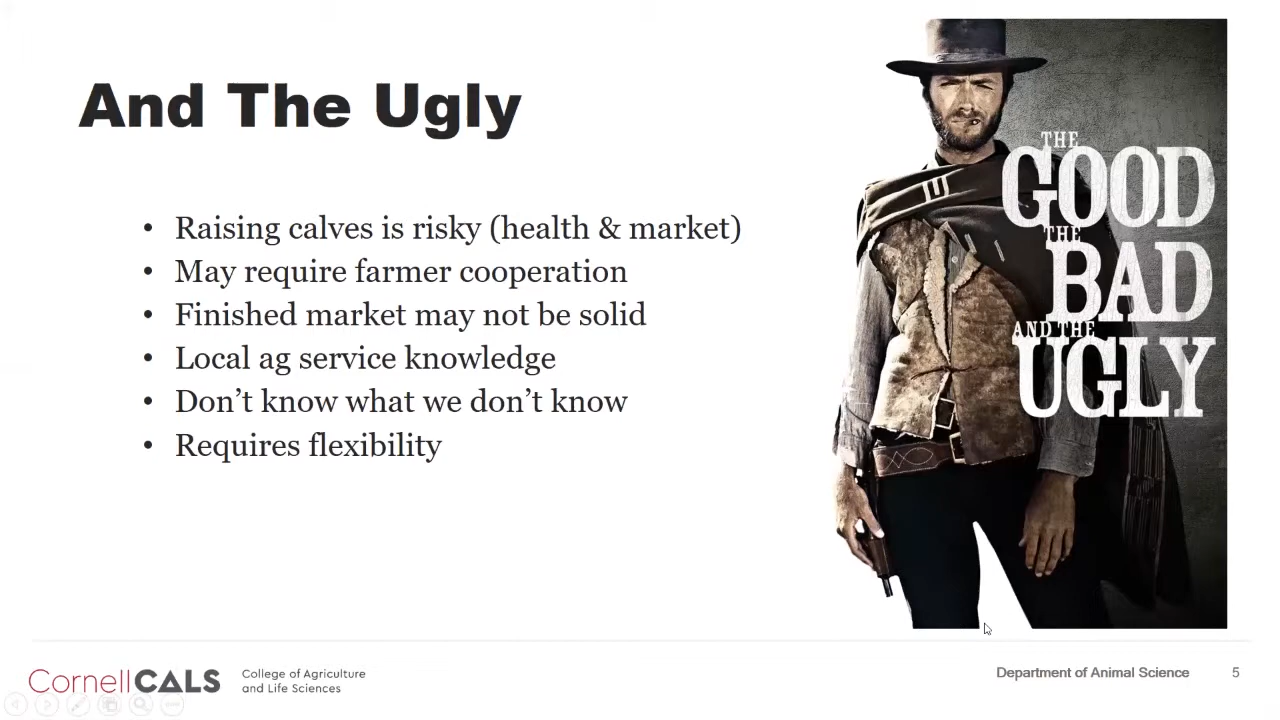 And The Ugly
• Raising calves is risky (health & market)
• May require farmer cooperation
• Finished market may not be solid
• Local ag service knowledge
• Don’t know what we don’t know
• Requires flexibility
THE
GOOD
THE
BAD
AND THE
UGLY
CornellCALS
College of Agriculture
and Life Sciences
Department of Animal Science
5